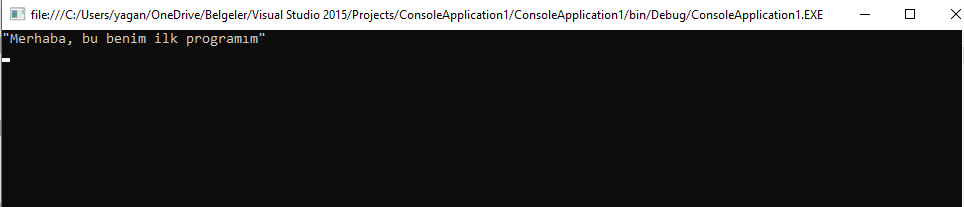 file:///C:/Users/yagan/OneDrive/Belgeler/Visual Studio 2015/Projects/ConsoleApplication1/ConsoleApplication1/bin/Debug/ConsoleApplication1.EXE
"Merhaba, bu benim ilk programım"